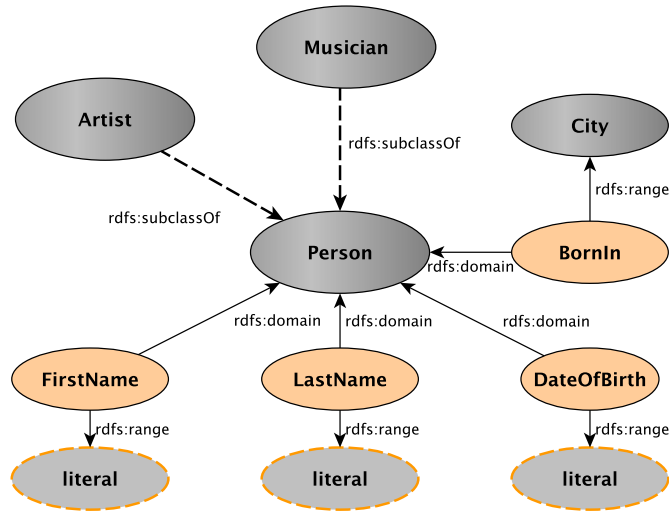 Musician
Artist
City
rdfs:subclassOf
rdfs:range
rdfs:subclassOf
Person
BornIn
rdfs:domain
rdfs:domain
rdfs:domain
rdfs:domain
FirstName
LastName
DateOfBirth
rdfs:range
rdfs:range
rdfs:range
literal
literal
literal